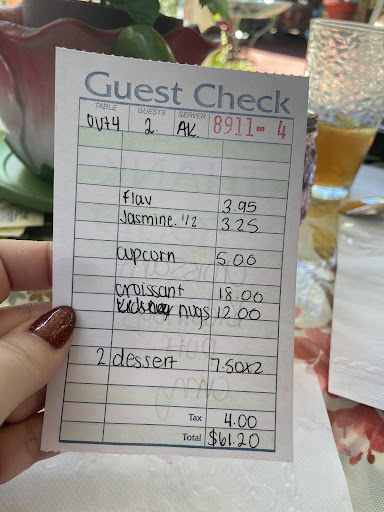 Guest Check
TABLE GUESTS SERVER
out4 2 AK 8911-4
Flav 3.95
Jasmine 1/2 3.25
cupcorn 5.00
croissant 18.00
nugs 12.00
2 dessert 7.50x2
Tax 4.00
Total $61.20